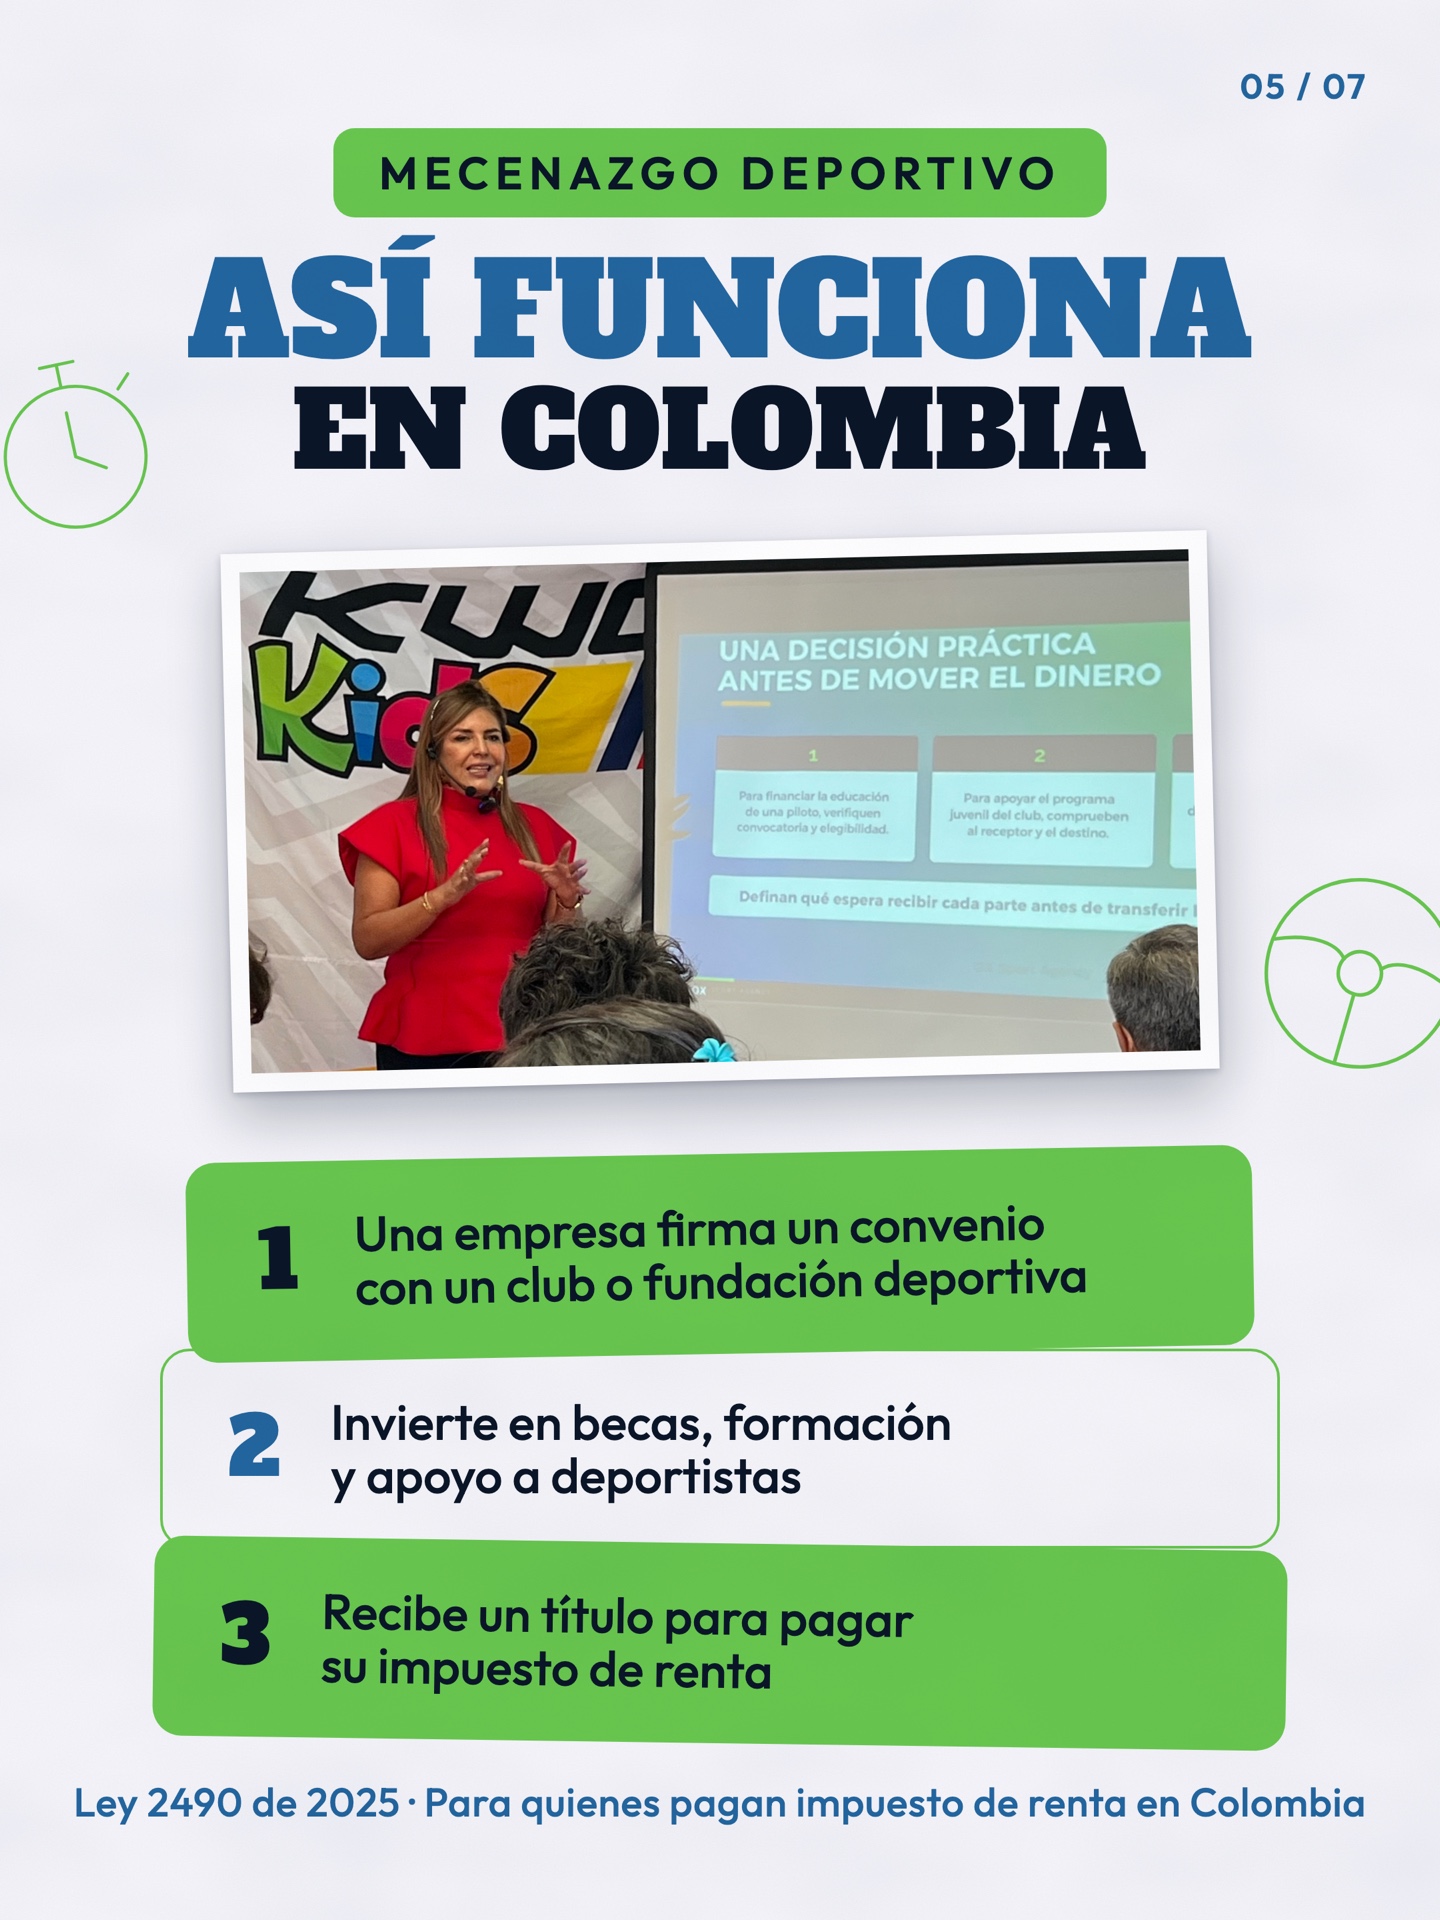 05 / 07
MECENAZGO DEPORTIVO
ASÍ FUNCIONA
EN COLOMBIA
Kids
UNA DECISIÓN PRÁCTICA
ANTES DE MOVER EL DINERO
1
Para financiar la educación
de una piloto, verifiquen
convocatoria y elegibilidad.
2
Para apoyar el programa
juvenil del club, comprueben
al receptor y el destino.
Definan qué espera recibir cada parte antes de transferir
1
Una empresa firma un convenio
con un club o fundación deportiva
2
Invierte en becas, formación
y apoyo a deportistas
3
Recibe un título para pagar
su impuesto de renta
Ley 2490 de 2025 · Para quienes pagan impuesto de renta en Colombia